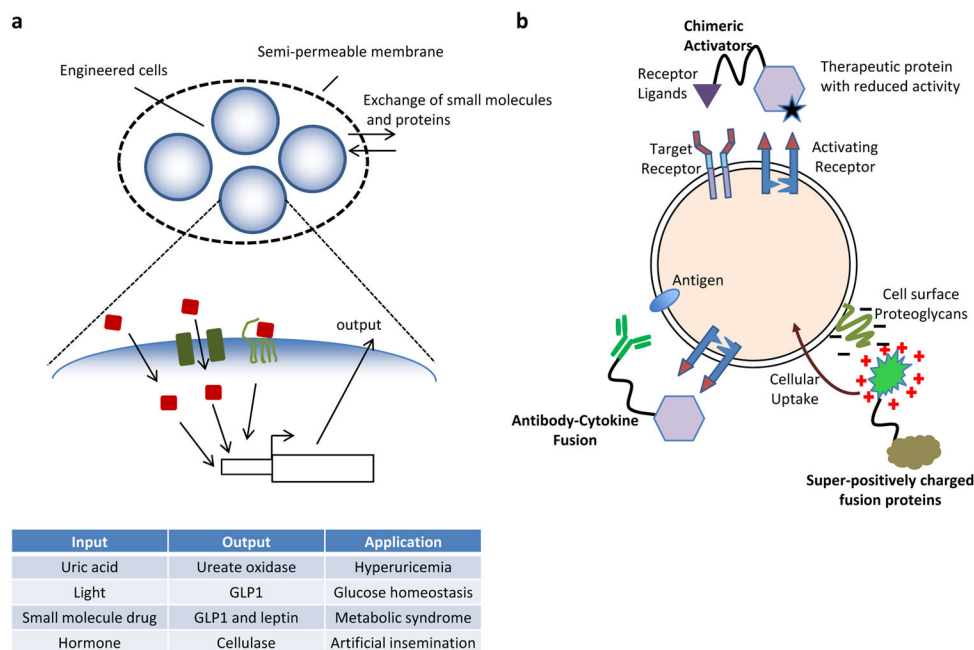 a
Semi-permeable membrane
Engineered cells
Exchange of small molecules
and proteins
output
Input Output Application
Uric acid Ureate oxidase Hyperuricemia
Light GLP1 Glucose homeostasis
Small molecule drug GLP1 and leptin Metabolic syndrome
Hormone Cellulase Artificial insemination
b
Chimeric
Activators
Receptor
Ligands
Therapeutic protein
with reduced activity
Target
Receptor
Activating
Receptor
Antigen
Cell surface
Proteoglycans
Cellular
Uptake
Antibody-Cytokine
Fusion
Super-positively charged
fusion proteins